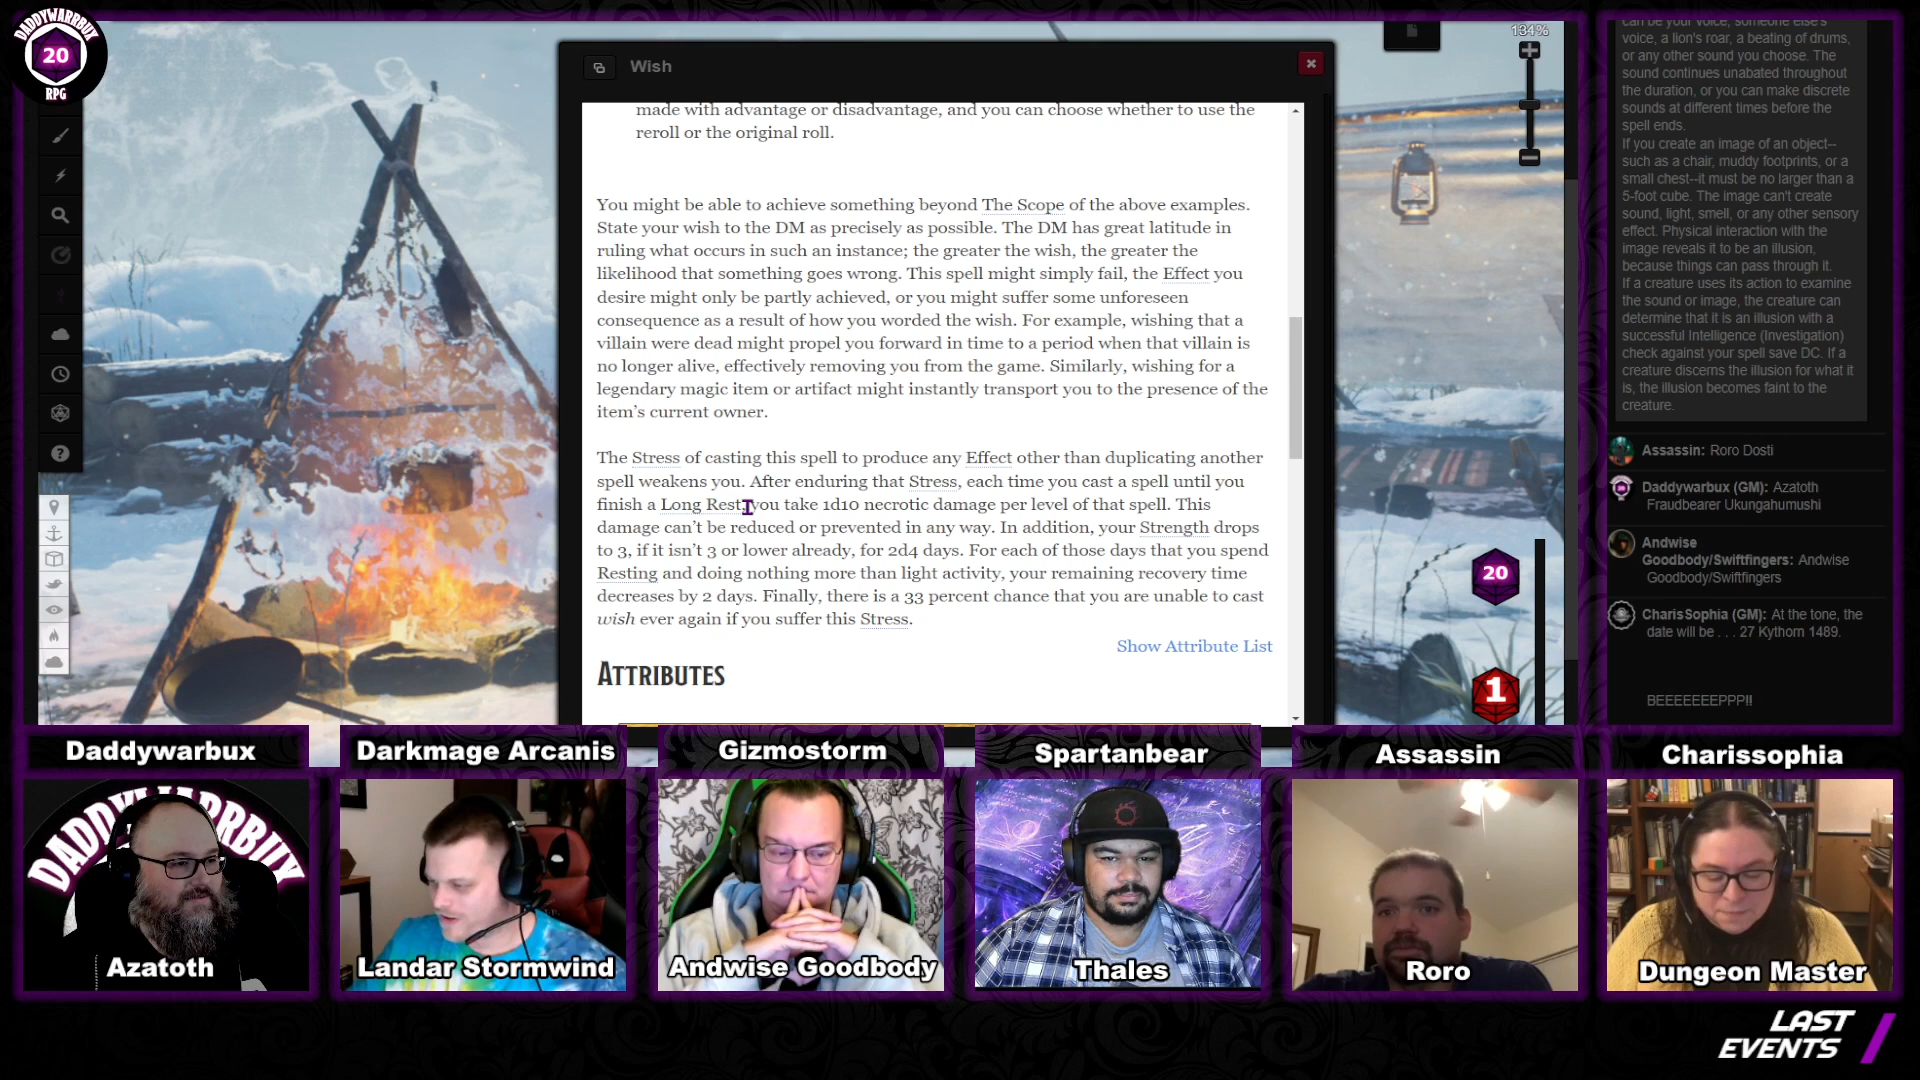 DADDYWARRBUX
20
RPG
Wish
134%
made with advantage or disadvantage, and you can choose whether to use the
reroll or the original roll.
You might be able to achieve something beyond The Scope of the above examples.
State your wish to the DM as precisely as possible. The DM has great latitude in
ruling what occurs in such an instance; the greater the wish, the greater the
likelihood that something goes wrong. This spell might simply fail, the Effect you
desire might only be partly achieved, or you might suffer some unforeseen
consequence as a result of how you worded the wish. For example, wishing that a
villain were dead might propel you forward in time to a period when that villain is
no longer alive, effectively removing you from the game. Similarly, wishing for a
legendary magic item or artifact might instantly transport you to the presence of the
item's current owner.
The Stress of casting this spell to produce any Effect other than duplicating another
spell weakens you. After enduring that Stress, each time you cast a spell until you
finish a Long Rest, you take 1d10 necrotic damage per level of that spell. This
damage can't be reduced or prevented in any way. In addition, your Strength drops
to 3, if it isn't 3 or lower already, for 2d4 days. For each of those days that you spend
Resting and doing nothing more than light activity, your remaining recovery time
decreases by 2 days. Finally, there is a 33 percent chance that you are unable to cast
wish ever again if you suffer this Stress.
Show Attribute List
ATTRIBUTES
20
1
can be your voice, someone else's
voice, a lion's roar, a beating of drums,
or any other sound you choose. The
sound continues unabated throughout
the duration, or you can make discrete
sounds at different times before the
spell ends.
If you create an image of an object--
such as a chair, muddy footprints, or a
small chest--it must be no larger than a
5-foot cube. The image can't create
sound, light, smell, or any other sensory
effect. Physical interaction with the
image reveals it to be an illusion,
because things can pass through it.
If a creature uses its action to examine
the sound or image, the creature can
determine that it is an illusion with a
successful Intelligence (Investigation)
check against your spell save DC. If a
creature discerns the illusion for what it
is, the illusion becomes faint to the
creature.
Assassin: Roro Dosti
Daddywarbux (GM): Azatoth
Fraudbearer Ukungahumushi
Andwise
Goodbody/Swiftfingers: Andwise
Goodbody/Swiftfingers
CharisSophia (GM): At the tone, the
date will be . . . 27 Kythorn 1489.
BEEEEEEEPPP!!
Daddywarbux
Darkmage Arcanis
Gizmostorm
Spartanbear
Assassin
Charissophia
DADDYWARRBUX
Azatoth
Landar Stormwind
Andwise Goodbody
Thales
Roro
Dungeon Master
LAST
EVENTS